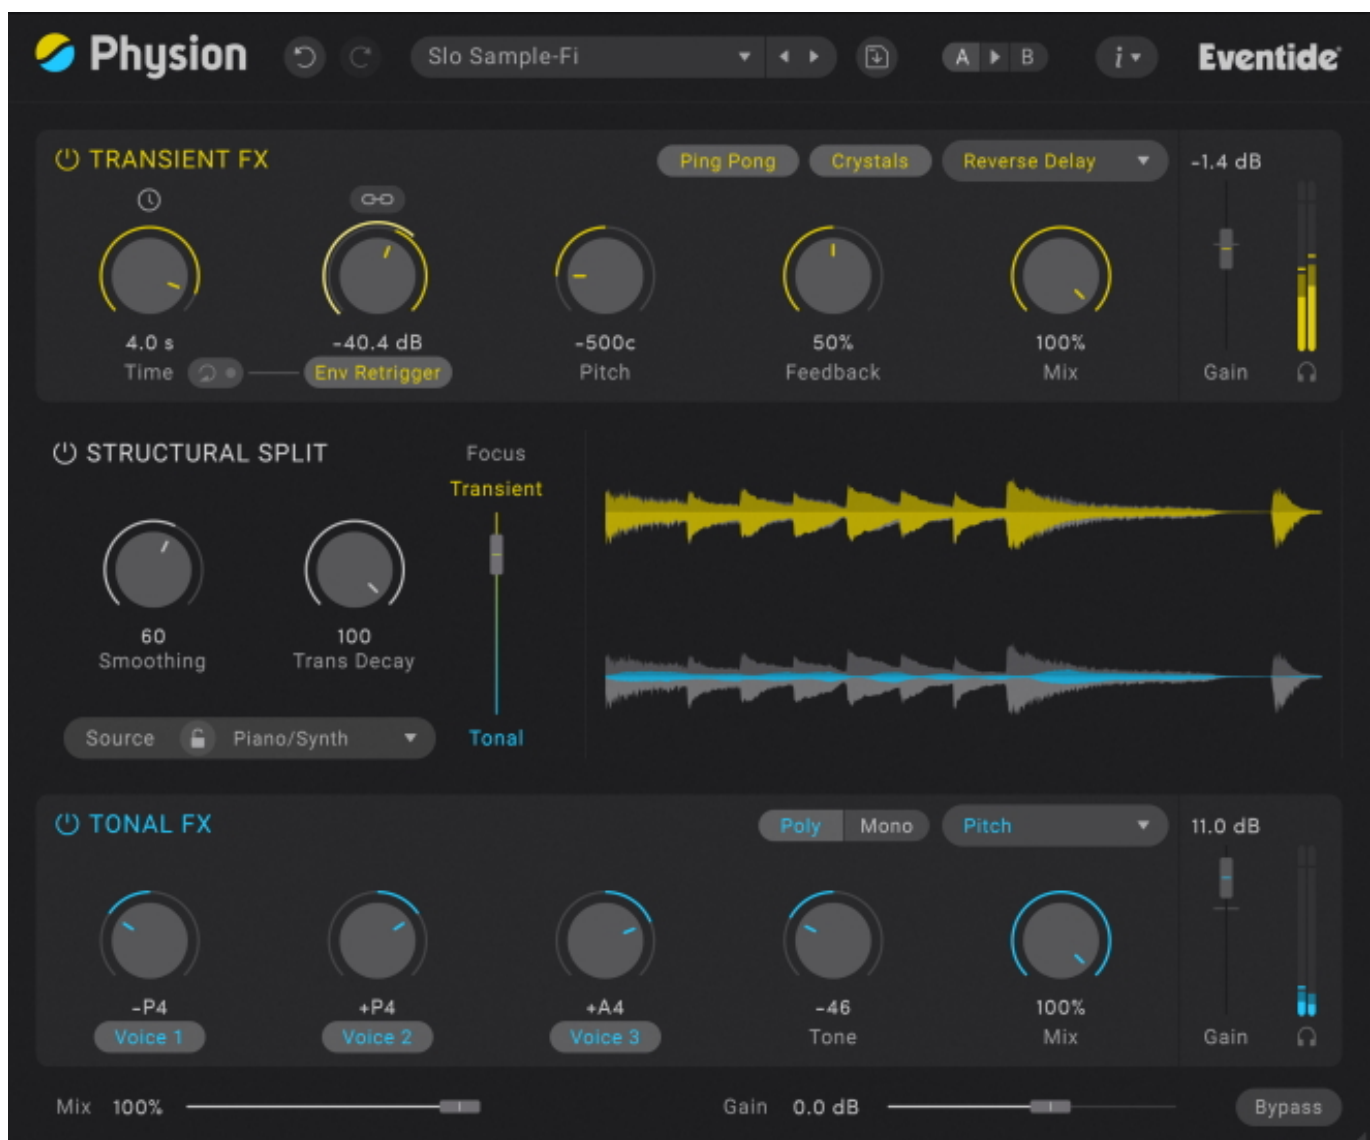 Physion
Slo Sample-Fi
A B
i
Eventide
TRANSIENT FX
Ping Pong
Crystals
Reverse Delay
-1.4 dB
4.0 s
-40.4 dB
-500c
50%
100%
Time
Env Retrigger
Pitch
Feedback
Mix
Gain
STRUCTURAL SPLIT
Focus
Transient
60
100
Smoothing
Trans Decay
Source
Piano/Synth
Tonal
TONAL FX
Poly
Mono
Pitch
11.0 dB
-P4
+P4
+A4
-46
100%
Voice 1
Voice 2
Voice 3
Tone
Mix
Gain
Mix 100%
Gain 0.0 dB
Bypass